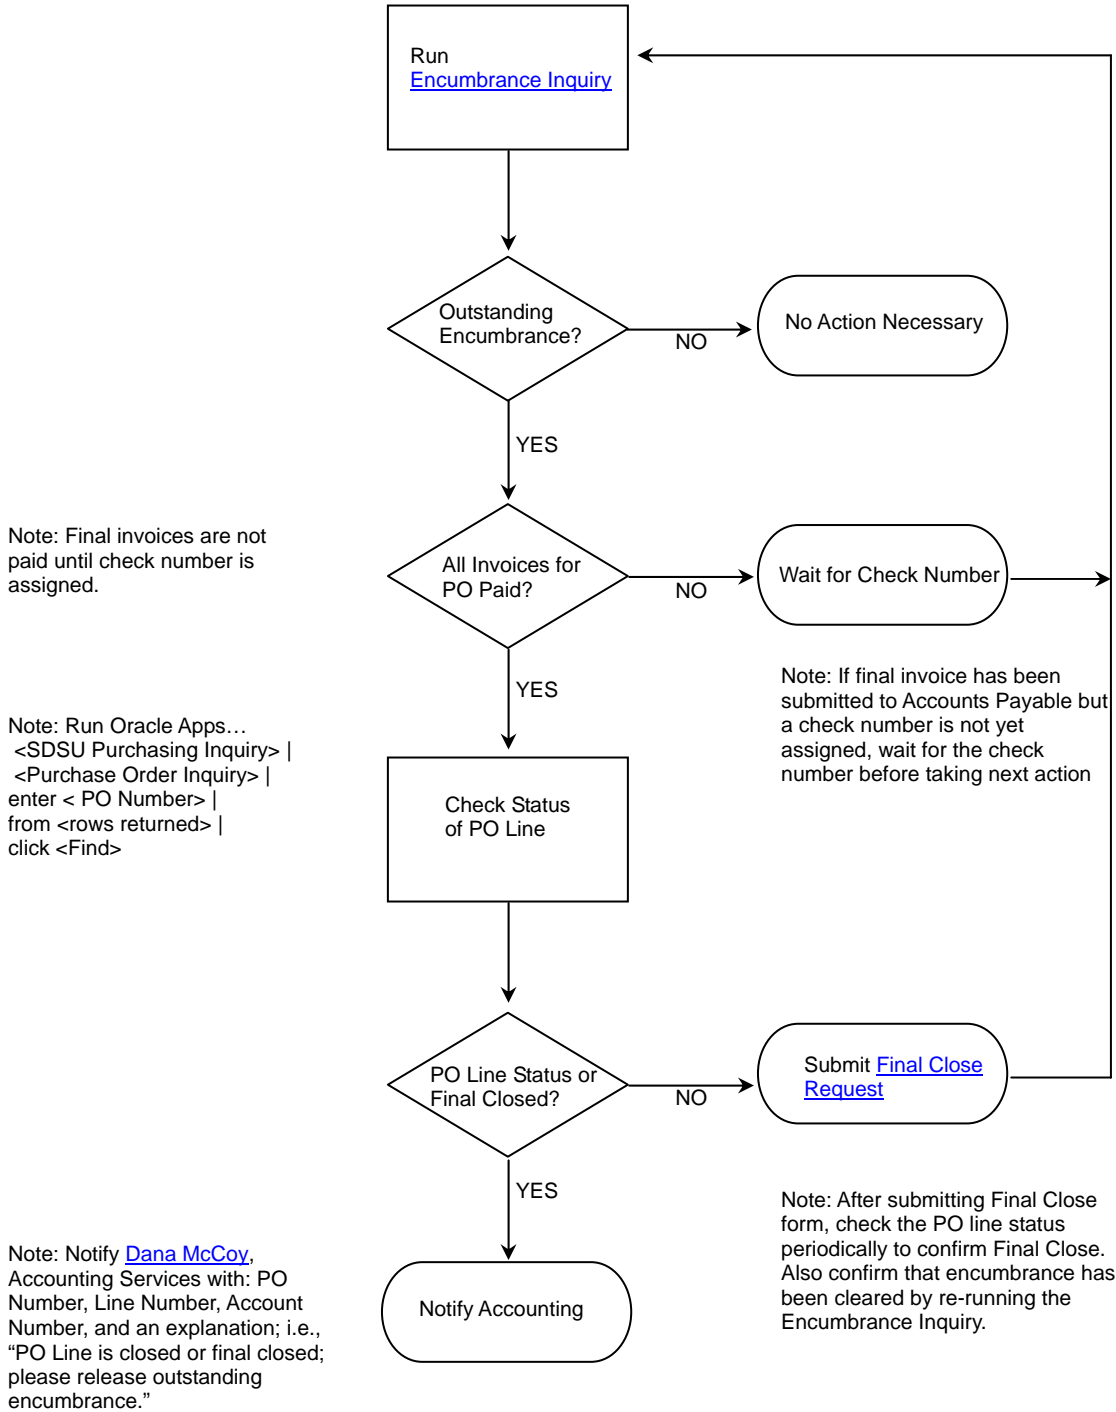 Run
Encumbrance Inquiry
Outstanding
Encumbrance?
NO
No Action Necessary
YES
Note: Final invoices are not
paid until check number is
assigned.
All Invoices for
PO Paid?
NO
Wait for Check Number
YES
Note: If final invoice has been
submitted to Accounts Payable but
a check number is not yet
assigned, wait for the check
number before taking next action
Note: Run Oracle Apps…
<SDSU Purchasing Inquiry> |
<Purchase Order Inquiry> |
enter < PO Number> |
from <rows returned> |
click <Find>
Check Status
of PO Line
PO Line Status or
Final Closed?
NO
Submit Final Close
Request
YES
Note: After submitting Final Close
form, check the PO line status
periodically to confirm Final Close.
Also confirm that encumbrance has
been cleared by re-running the
Encumbrance Inquiry.
Note: Notify Dana McCoy,
Accounting Services with: PO
Number, Line Number, Account
Number, and an explanation; i.e.,
“PO Line is closed or final closed;
please release outstanding
encumbrance.”
Notify Accounting